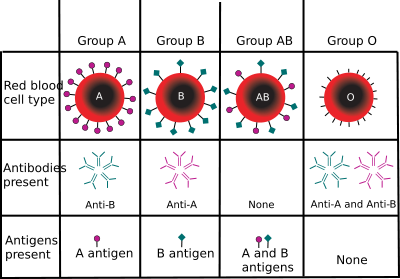 Group A Group B Group AB Group O
Red blood
cell type
A B AB O
Antibodies
present
Anti-B Anti-A None Anti-A and Anti-B
Antigens
present
A antigen B antigen A and B
antigens
None